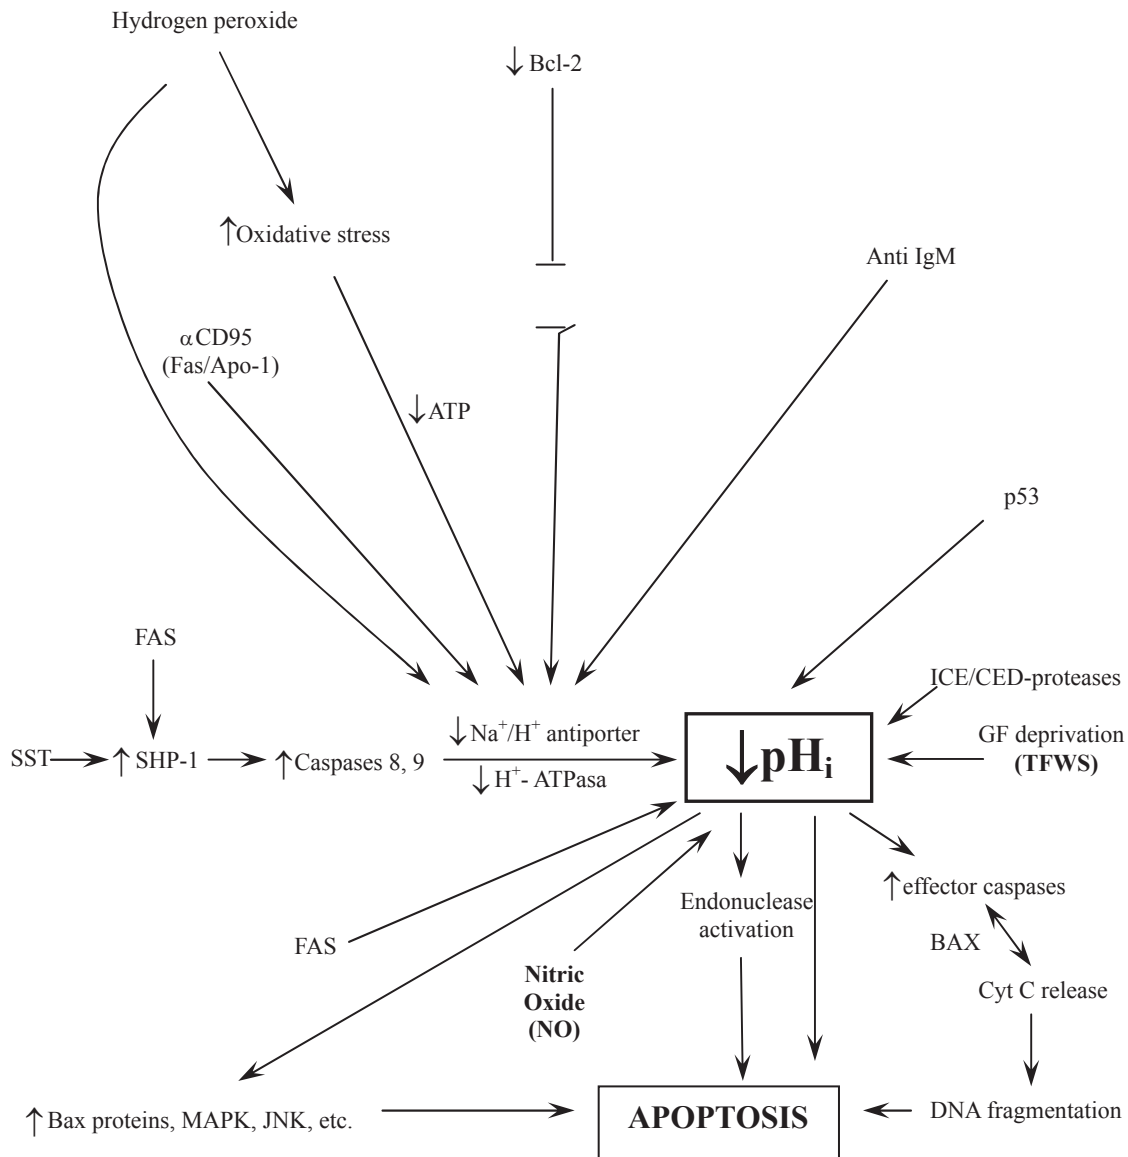 Hydrogen peroxide
↓ Bcl-2
↑Oxidative stress
Anti IgM
αCD95
(Fas/Apo-1)
↓ATP
p53
FAS
ICE/CED-proteases
SST
↑ SHP-1
↑Caspases 8, 9
↓ Na⁺/H⁺ antiporter
↓ H⁺- ATPasa
↓pHᵢ
GF deprivation
(TFWS)
↑effector caspases
Endonuclease
activation
FAS
BAX
Nitric
Oxide
(NO)
Cyt C release
↑ Bax proteins, MAPK, JNK, etc.
APOPTOSIS
DNA fragmentation